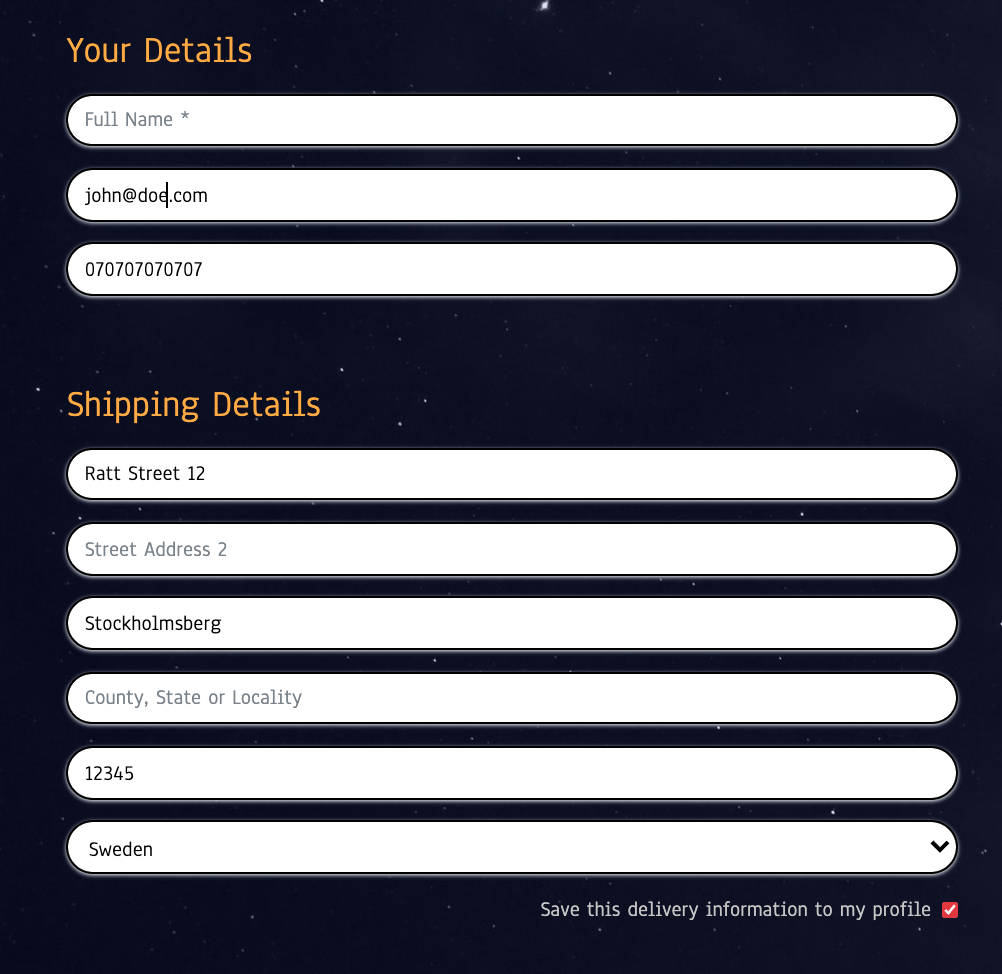 Your Details
Full Name *
john@doe.com
070707070707
Shipping Details
Ratt Street 12
Street Address 2
Stockholmsberg
County, State or Locality
12345
Sweden
Save this delivery information to my profile